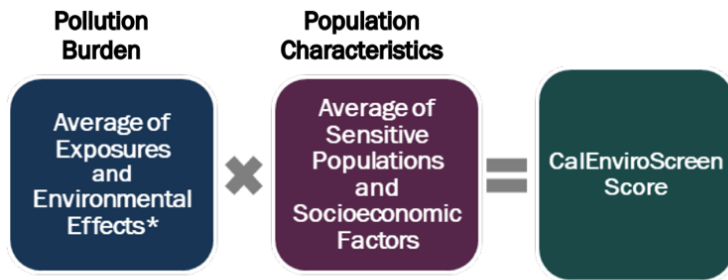 Pollution
Burden
Population
Characteristics
Average of
Exposures
and
Environmental
Effects*
Average of
Sensitive
Populations
and
Socioeconomic
Factors
CalEnviroScreen
Score